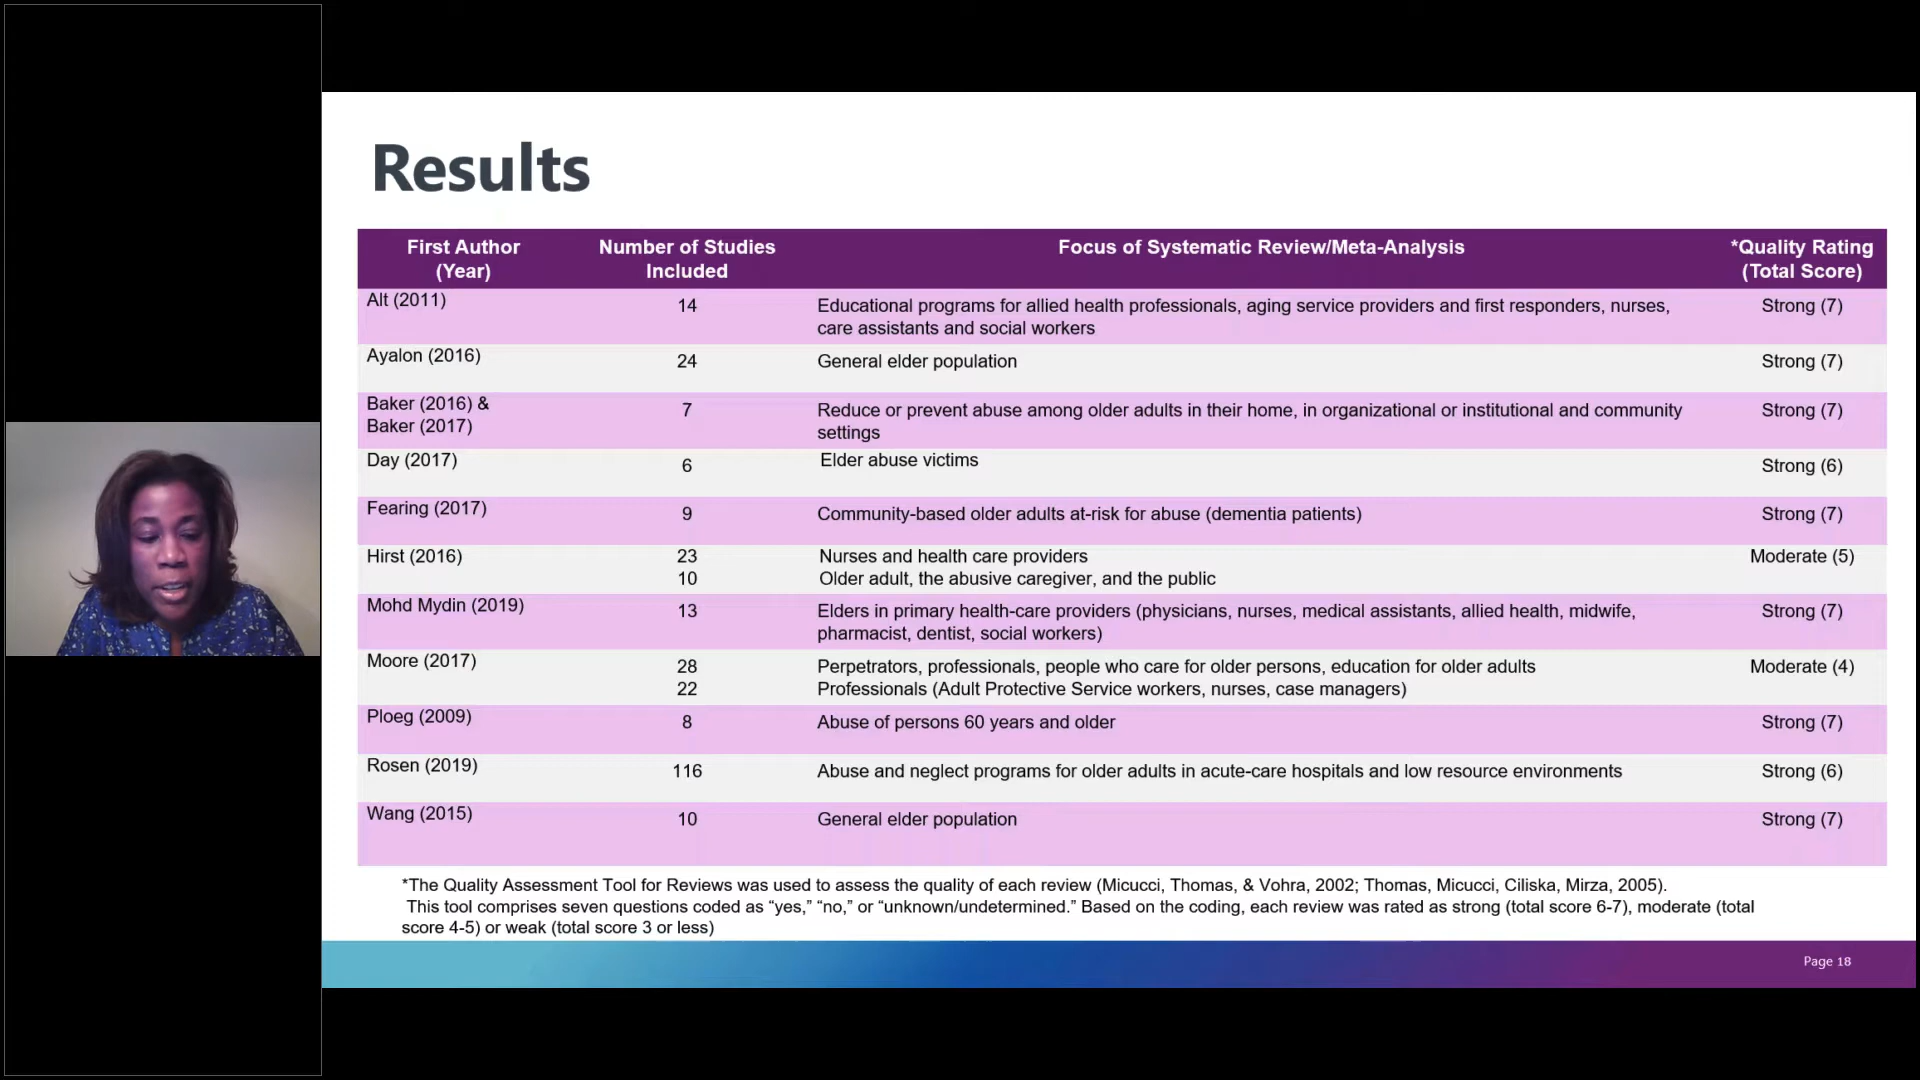 Results
First Author
(Year)
Number of Studies
Included
Focus of Systematic Review/Meta-Analysis
*Quality Rating
(Total Score)
Alt (2011)
14
Educational programs for allied health professionals, aging service providers and first responders, nurses,
care assistants and social workers
Strong (7)
Ayalon (2016)
24
General elder population
Strong (7)
Baker (2016) &
Baker (2017)
7
Reduce or prevent abuse among older adults in their home, in organizational or institutional and community
settings
Strong (7)
Day (2017)
6
Elder abuse victims
Strong (6)
Fearing (2017)
9
Community-based older adults at-risk for abuse (dementia patients)
Strong (7)
Hirst (2016)
23
10
Nurses and health care providers
Older adult, the abusive caregiver, and the public
Moderate (5)
Mohd Mydin (2019)
13
Elders in primary health-care providers (physicians, nurses, medical assistants, allied health, midwife,
pharmacist, dentist, social workers)
Strong (7)
Moore (2017)
28
22
Perpetrators, professionals, people who care for older persons, education for older adults
Professionals (Adult Protective Service workers, nurses, case managers)
Moderate (4)
Ploeg (2009)
8
Abuse of persons 60 years and older
Strong (7)
Rosen (2019)
116
Abuse and neglect programs for older adults in acute-care hospitals and low resource environments
Strong (6)
Wang (2015)
10
General elder population
Strong (7)
*The Quality Assessment Tool for Reviews was used to assess the quality of each review (Micucci, Thomas, & Vohra, 2002; Thomas, Micucci, Ciliska, Mirza, 2005).
This tool comprises seven questions coded as “yes,” “no,” or “unknown/undetermined.” Based on the coding, each review was rated as strong (total score 6-7), moderate (total
score 4-5) or weak (total score 3 or less)
Page 18